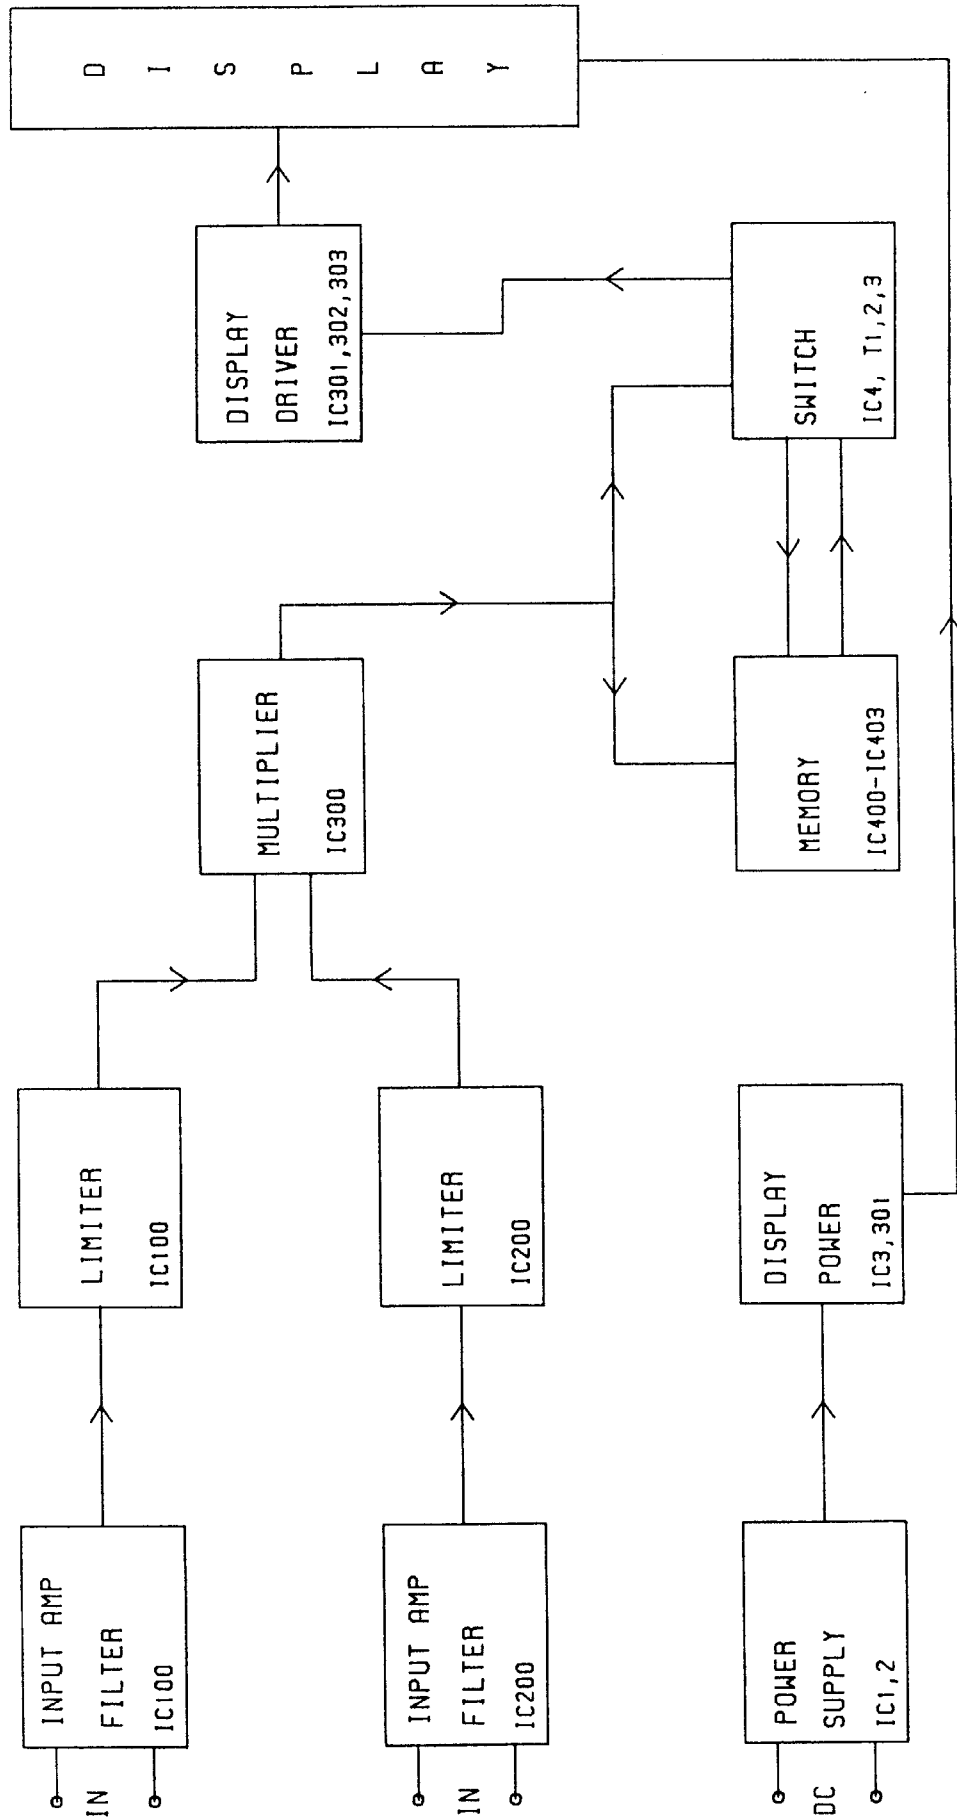 IN
INPUT AMP
FILTER
IC100
LIMITER
IC100
IN
INPUT AMP
FILTER
IC200
LIMITER
IC200
MULTIPLIER
IC300
DISPLAY
DRIVER
IC301,302,303
DISPLAY
DC
POWER
SUPPLY
IC1,2
DISPLAY
POWER
IC3,301
MEMORY
IC400-IC403
SWITCH
IC4, T1,2,3